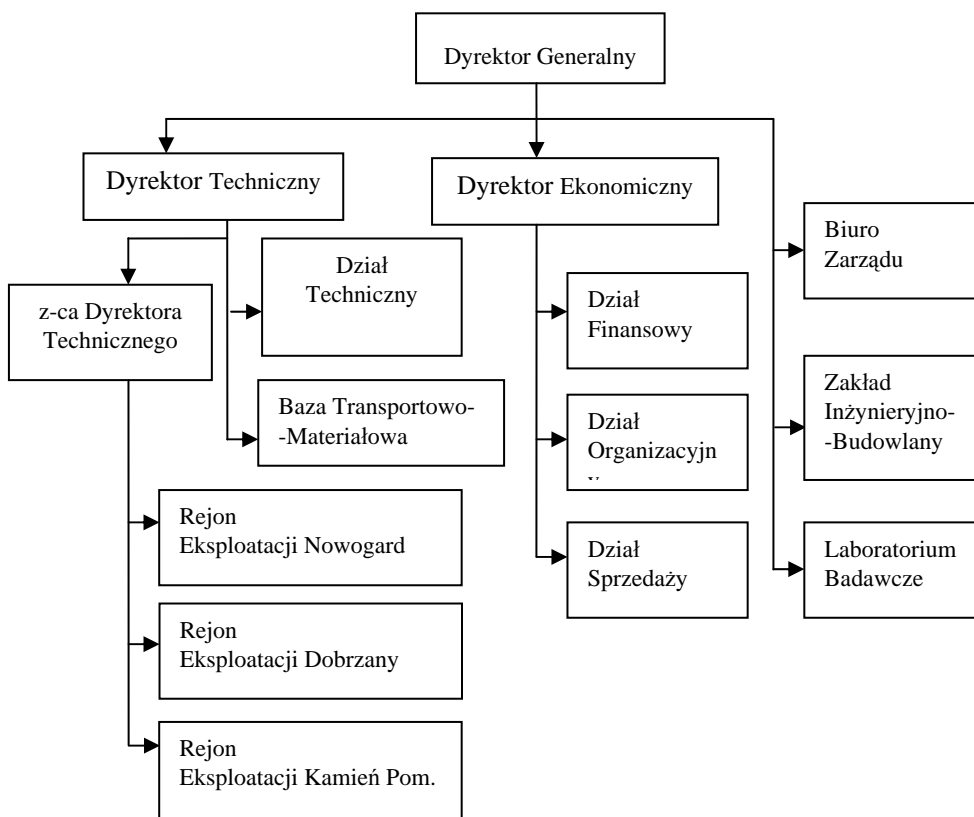 Dyrektor Generalny
Dyrektor Techniczny
Dyrektor Ekonomiczny
Biuro
Zarządu
Dział
Techniczny
z-ca Dyrektora
Technicznego
Dział
Finansowy
Baza Transportowo-
-Materiałowa
Dział
Organizacyjn
y
Zakład
Inżynieryjno-
-Budowlany
Rejon
Eksploatacji Nowogard
Dział
Sprzedaży
Laboratorium
Badawcze
Rejon
Eksploatacji Dobrzany
Rejon
Eksploatacji Kamień Pom.